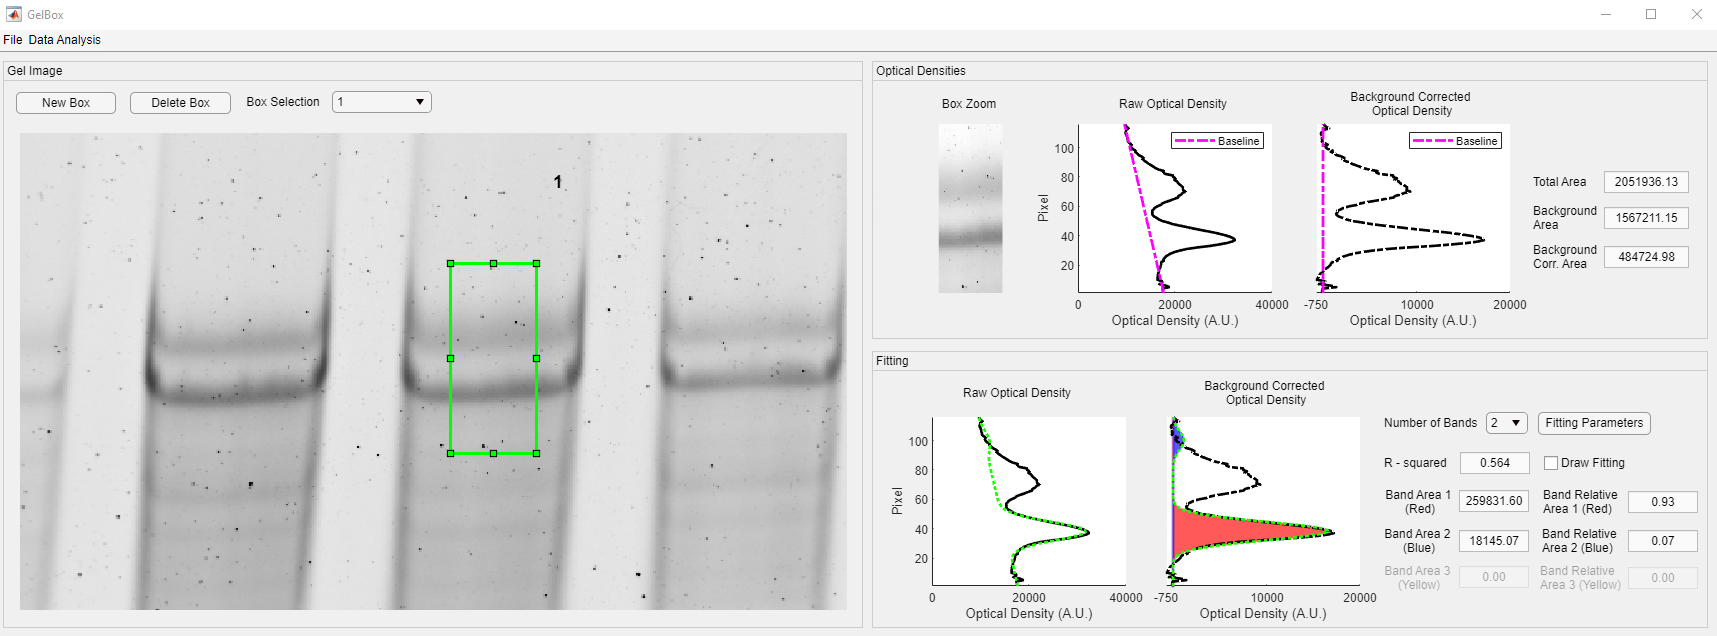 GelBox
File Data Analysis
Gel Image
New Box
Delete Box
Box Selection
1
1
Optical Densities
Box Zoom
Raw Optical Density
Baseline
Pixel
100
80
60
40
20
0
20000
40000
Optical Density (A.U.)
Background Corrected
Optical Density
Baseline
-750
10000
20000
Optical Density (A.U.)
Total Area
2051936.13
Background
Area
1567211.15
Background
Corr. Area
484724.98
Fitting
Raw Optical Density
Pixel
100
80
60
40
20
0
20000
40000
Optical Density (A.U.)
Background Corrected
Optical Density
-750
10000
20000
Optical Density (A.U.)
Number of Bands
2
Fitting Parameters
R - squared
0.564
Draw Fitting
Band Area 1
(Red)
259831.60
Band Relative
Area 1 (Red)
0.93
Band Area 2
(Blue)
18145.07
Band Relative
Area 2 (Blue)
0.07
Band Area 3
(Yellow)
0.00
Band Relative
Area 3 (Yellow)
0.00